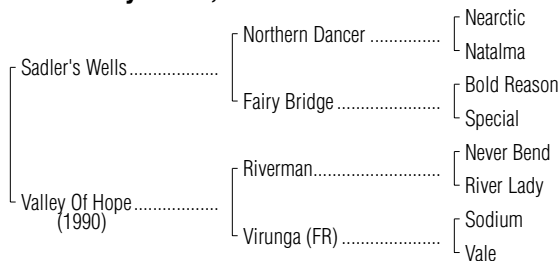 Nearctic
Northern Dancer ................
Natalma
Sadler's Wells ....................
Bold Reason
Fairy Bridge .......................
Special
Never Bend
Riverman............................
River Lady
Valley Of Hope ...................
(1990)
Sodium
Virunga (FR) ......................
Vale